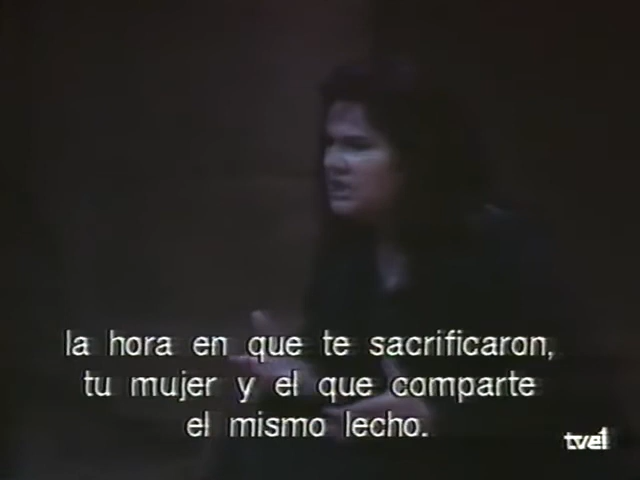 la hora en que te sacrificaron,
tu mujer y el que comparte
el mismo lecho.
tve1